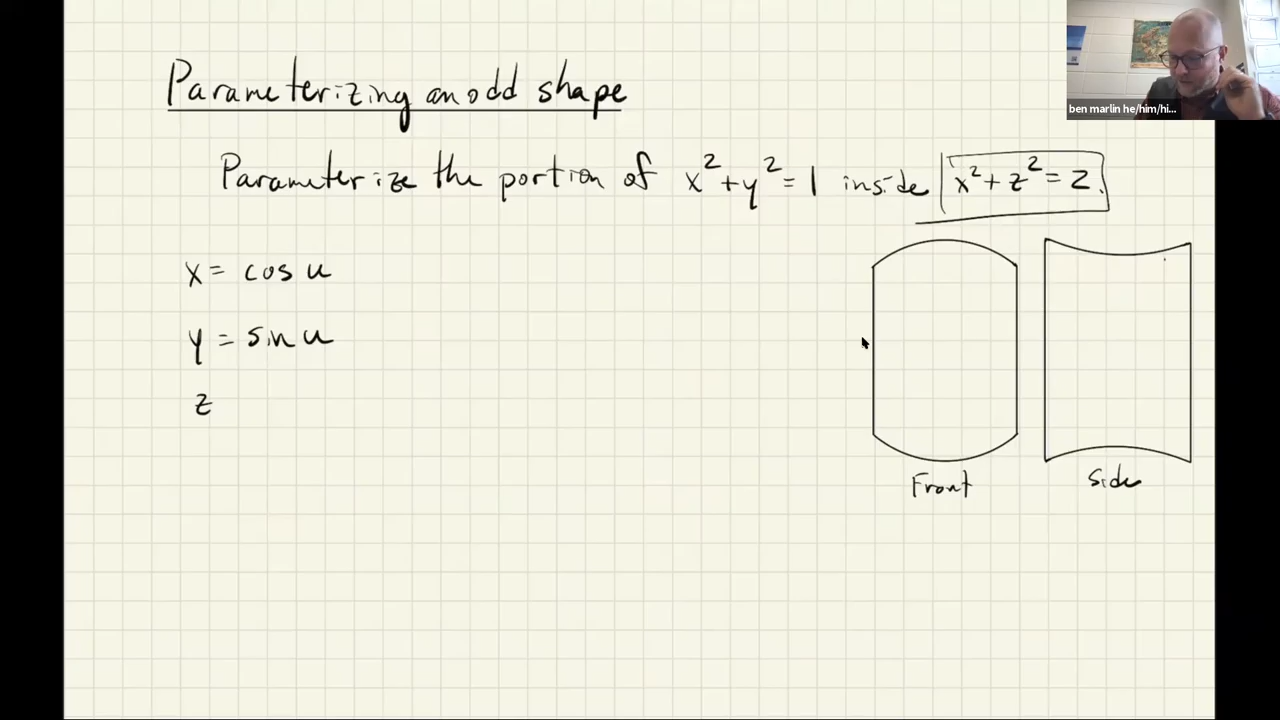 Parameterizing an odd shape
Parameterize the portion of x²+y²=1 inside x²+z²=2.
x= cos u
y = sin u
z
Front
Side
ben marlin he/him/hi...